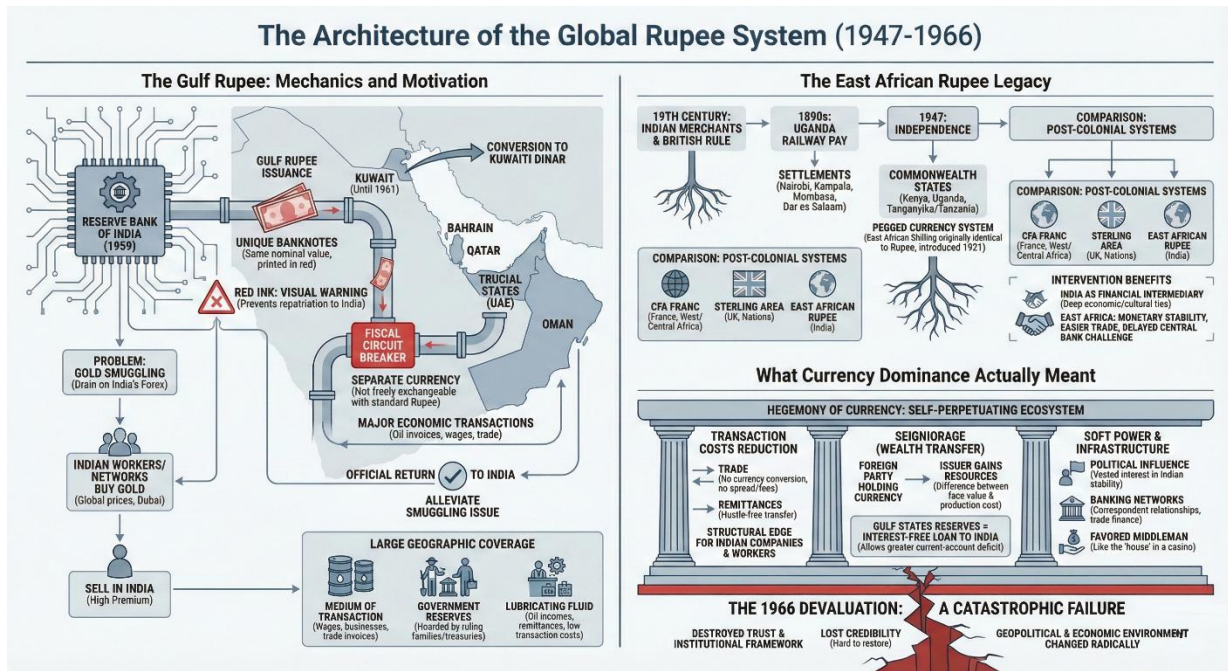 The Architecture of the Global Rupee System (1947-1966)
The Gulf Rupee: Mechanics and Motivation
RESERVE BANK
OF INDIA
(1959)
GULF RUPEE
ISSUANCE
UNIQUE BANKNOTES
(Same nominal value,
printed in red)
RED INK: VISUAL WARNING
(Prevents repatriation to India)
KUWAIT
(Until 1961)
CONVERSION TO
KUWAITI DINAR
BAHRAIN
QATAR
TRUCIAL
STATES
(UAE)
OMAN
FISCAL
CIRCUIT
BREAKER
SEPARATE CURRENCY
(Not freely exchangeable
with standard Rupee)
MAJOR ECONOMIC TRANSACTIONS
(Oil invoices, wages, trade)
OFFICIAL RETURN
TO INDIA
ALLEVIATE
SMUGGLING ISSUE
PROBLEM:
GOLD SMUGGLING
(Drain on India's Forex)
INDIAN WORKERS/
NETWORKS
BUY GOLD
(Global prices, Dubai)
SELL IN INDIA
(High Premium)
LARGE GEOGRAPHIC COVERAGE
MEDIUM OF
TRANSACTION
(Wages, businesses,
trade invoices)
GOVERNMENT
RESERVES
(Hoarded by ruling
families/treasuries)
LUBRICATING FLUID
(Oil incomes,
remittances, low
transaction costs)
The East African Rupee Legacy
19TH CENTURY:
INDIAN MERCHANTS
& BRITISH RULE
1890s:
UGANDA
RAILWAY PAY
SETTLEMENTS
(Nairobi, Kampala,
Mombasa,
Dar es Salaam)
1947:
INDEPENDENCE
COMMONWEALTH
STATES
(Kenya, Uganda,
Tanganyika/Tanzania)
PEGGED CURRENCY SYSTEM
(East African Shilling originally identical
to Rupee, introduced 1921)
COMPARISON:
POST-COLONIAL SYSTEMS
COMPARISON: POST-COLONIAL SYSTEMS
CFA FRANC
(France, West/
Central Africa)
STERLING
AREA
(UK, Nations)
EAST AFRICAN
RUPEE
(India)
COMPARISON: POST-COLONIAL SYSTEMS
CFA FRANC
(France, West/
Central Africa)
STERLING
AREA
(UK, Nations)
EAST AFRICAN
RUPEE
(India)
INTERVENTION BENEFITS
INDIA AS FINANCIAL INTERMEDIARY
(Deep economic/cultural ties)
EAST AFRICA: MONETARY STABILITY,
EASIER TRADE, DELAYED CENTRAL
BANK CHALLENGE
What Currency Dominance Actually Meant
HEGEMONY OF CURRENCY: SELF-PERPETUATING ECOSYSTEM
TRANSACTION
COSTS REDUCTION
TRADE
(No currency conversion,
no spread/fees)
REMITTANCES
(Hustle-free transfer)
STRUCTURAL EDGE
FOR INDIAN COMPANIES
& WORKERS
SEIGNIORAGE
(WEALTH TRANSFER)
FOREIGN
PARTY
HOLDING
CURRENCY
ISSUER GAINS
RESOURCES
(Difference between
face value &
production cost)
GULF STATES RESERVES =
INTEREST-FREE LOAN TO INDIA
(Allows greater current-account deficit)
SOFT POWER &
INFRASTRUCTURE
POLITICAL INFLUENCE
(Vested interest in Indian
stability)
BANKING NETWORKS
(Correspondent relationships,
trade finance)
FAVORED MIDDLEMAN
(Like the 'house' in a casino)
THE 1966 DEVALUATION: A CATASTROPHIC FAILURE
DESTROYED TRUST &
INSTITUTIONAL FRAMEWORK
LOST CREDIBILITY
(Hard to restore)
GEOPOLITICAL & ECONOMIC ENVIRONMENT
CHANGED RADICALLY